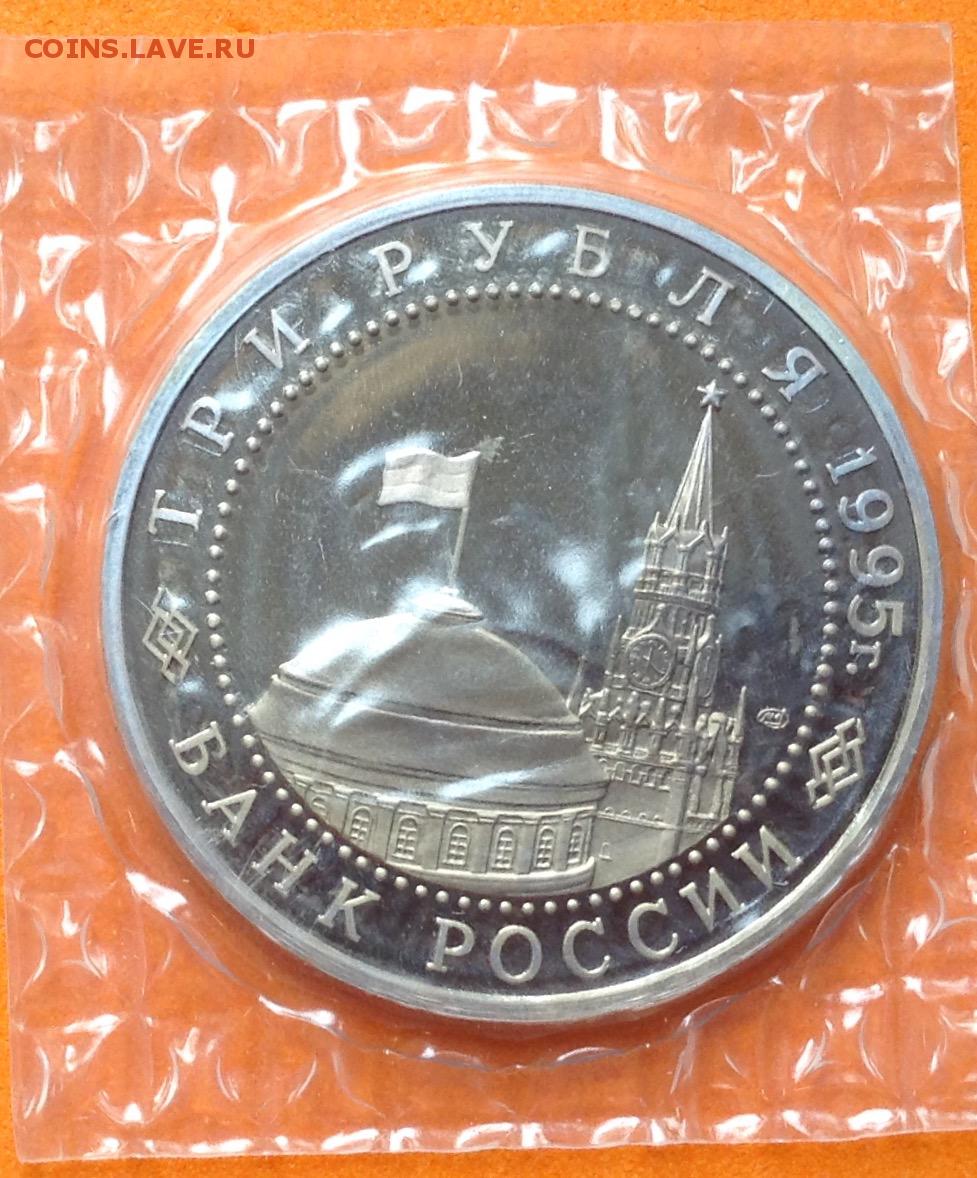 COINS.LAVE.RU
ТРИ РУБЛЯ 1995г.
БАНК РОССИИ